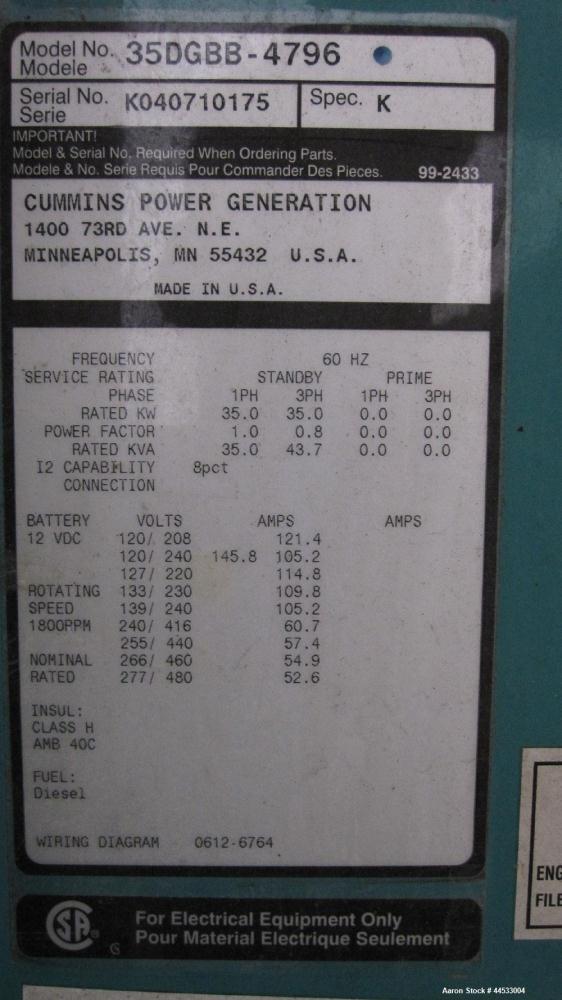 Model No. 35DGBB-4796
Modele
Serial No. K040710175 Spec. K
Serie
IMPORTANT!
Model & Serial No. Required When Ordering Parts.
Modele & No. Serie Requis Pour Commander Des Pieces. 99-2433
CUMMINS POWER GENERATION
1400 73RD AVE. N.E.
MINNEAPOLIS, MN 55432 U.S.A.
MADE IN U.S.A.
FREQUENCY 60 HZ
SERVICE RATING STANDBY PRIME
PHASE 1PH 3PH 1PH 3PH
RATED KW 35.0 35.0 0.0 0.0
POWER FACTOR 1.0 0.8 0.0 0.0
RATED KVA 35.0 43.7 0.0 0.0
I2 CAPABILITY 8pct
CONNECTION
BATTERY VOLTS AMPS AMPS
12 VDC 120/ 208 121.4
120/ 240 145.8 105.2
127/ 220 114.8
ROTATING 133/ 230 109.8
SPEED 139/ 240 105.2
1800PPM 240/ 416 60.7
255/ 440 57.4
NOMINAL 266/ 460 54.9
RATED 277/ 480 52.6
INSUL:
CLASS H
AMB 40C
FUEL:
Diesel
WIRING DIAGRAM 0612-6764
SA® G For Electrical Equipment Only
Pour Material Electrique Seulement
ENG
FILE
Aaron Stock # 44533004